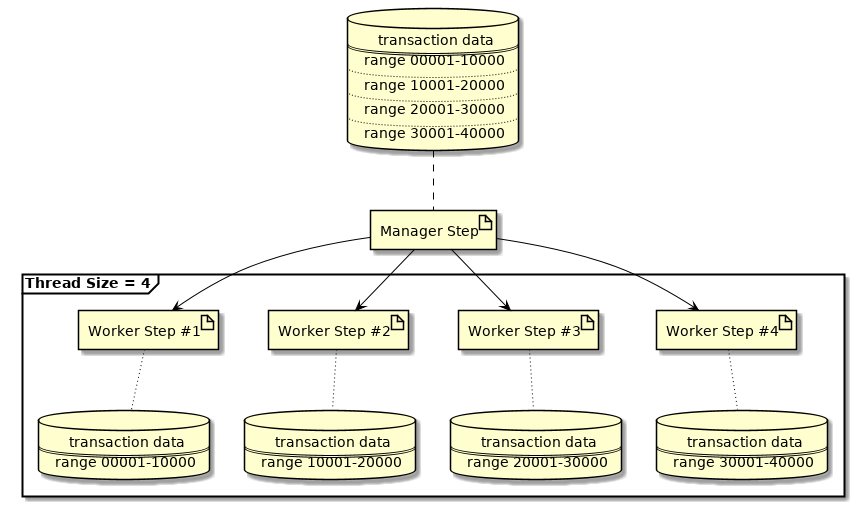 transaction data
range 00001-10000
range 10001-20000
range 20001-30000
range 30001-40000
Manager Step
Thread Size = 4
Worker Step #1
Worker Step #2
Worker Step #3
Worker Step #4
transaction data
range 00001-10000
transaction data
range 10001-20000
transaction data
range 20001-30000
transaction data
range 30001-40000